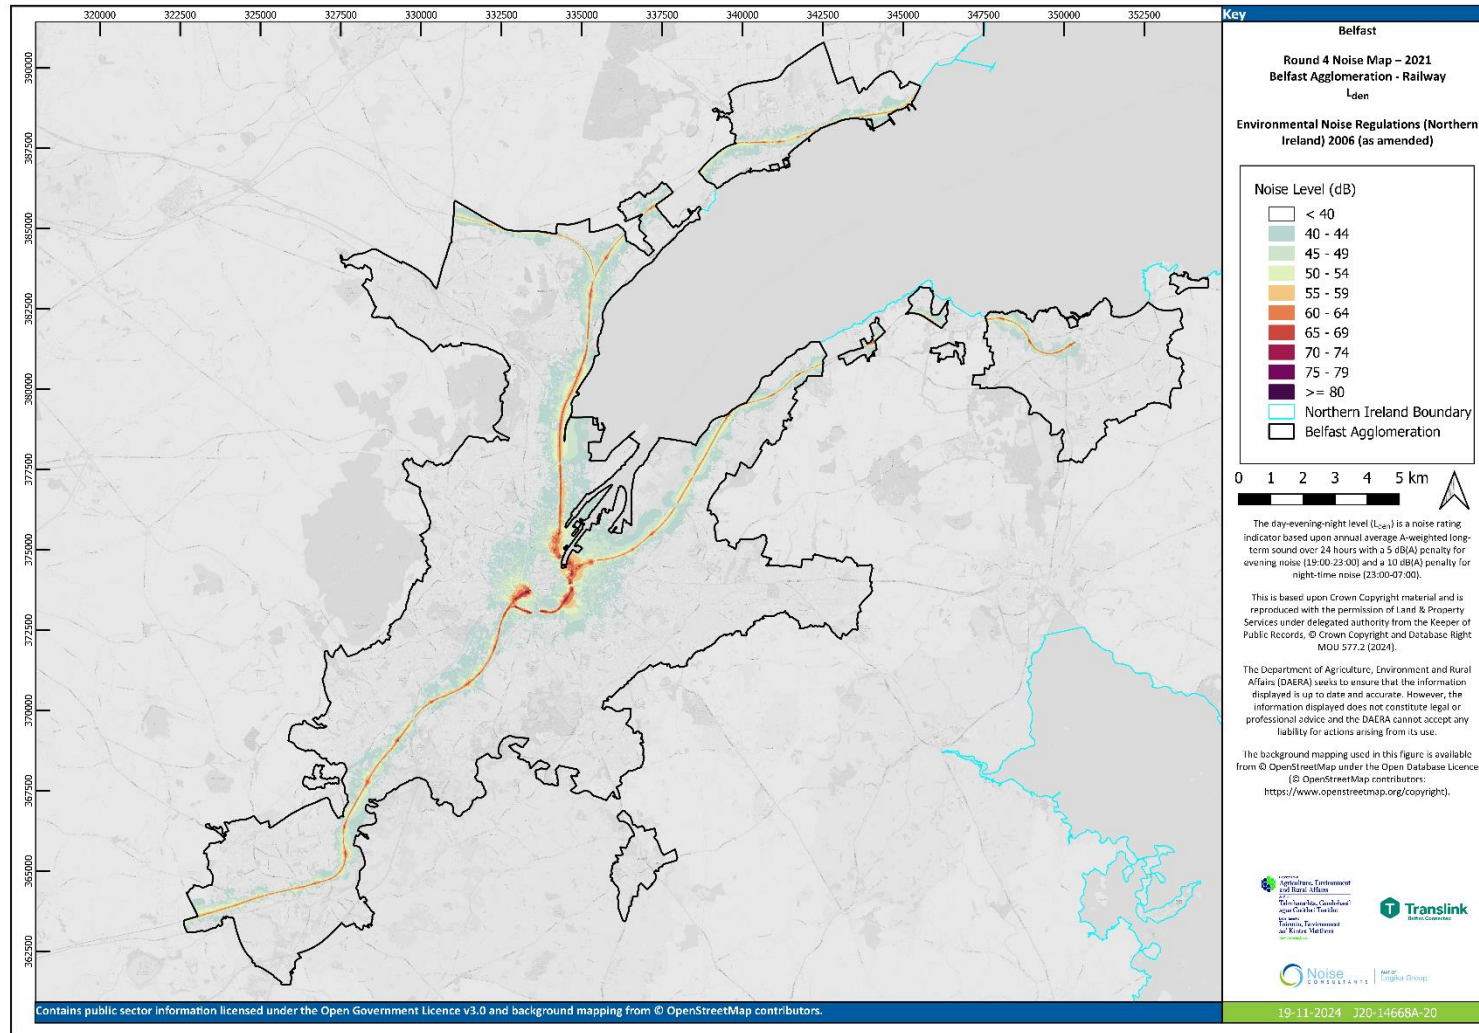 320000 322500 325000 327500 330000 332500 335000 337500 340000 342500 345000 347500 350000 352500
390000
387500
385000
382500
380000
377500
375000
372500
370000
367500
365000
362500
Key
Belfast
Round 4 Noise Map – 2021
Belfast Agglomeration - Railway
Lden
Environmental Noise Regulations (Northern
Ireland) 2006 (as amended)
Noise Level (dB)
< 40
40 - 44
45 - 49
50 - 54
55 - 59
60 - 64
65 - 69
70 - 74
75 - 79
>= 80
Northern Ireland Boundary
Belfast Agglomeration
0 1 2 3 4 5 km
The day-evening-night level (Lden) is a noise rating
indicator based upon annual average A-weighted long-
term sound over 24 hours with a 5 dB(A) penalty for
evening noise (19:00-23:00) and a 10 dB(A) penalty for
night-time noise (23:00-07:00).
This is based upon Crown Copyright material and is
reproduced with the permission of Land & Property
Services under delegated authority from the Keeper of
Public Records, © Crown Copyright and Database Right
MOU 577.2 (2024).
The Department of Agriculture, Environment and Rural
Affairs (DAERA) seeks to ensure that the information
displayed is up to date and accurate. However, the
information displayed does not constitute legal or
professional advice and the DAERA cannot accept any
liability for actions arising from its use.
The background mapping used in this figure is available
from © OpenStreetMap under the Open Database Licence
(© OpenStreetMap contributors:
https://www.openstreetmap.org/copyright).
Agriculture, Environment
and Rural Affairs
T Translink
Noise
CONSULTANTS
PART OF
Logika Group
Contains public sector information licensed under the Open Government Licence v3.0 and background mapping from © OpenStreetMap contributors.
19-11-2024 J20-14668A-20